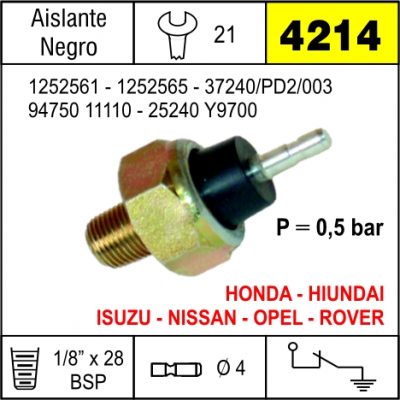 Aislante
Negro
21
4214
1252561 - 1252565 - 37240/PD2/003
94750 11110 - 25240 Y9700
P = 0,5 bar
HONDA - HIUNDAI
ISUZU - NISSAN - OPEL - ROVER
1/8” x 28
BSP
Ø 4